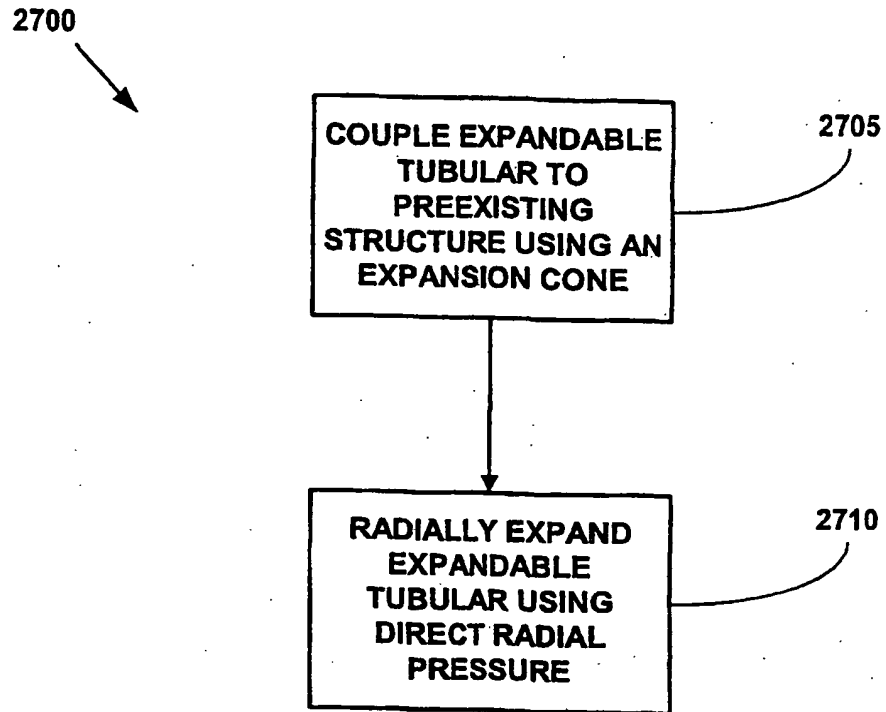 2700
COUPLE EXPANDABLE
TUBULAR TO
PREEXISTING
STRUCTURE USING AN
EXPANSION CONE
2705
RADIALLY EXPAND
EXPANDABLE
TUBULAR USING
DIRECT RADIAL
PRESSURE
2710